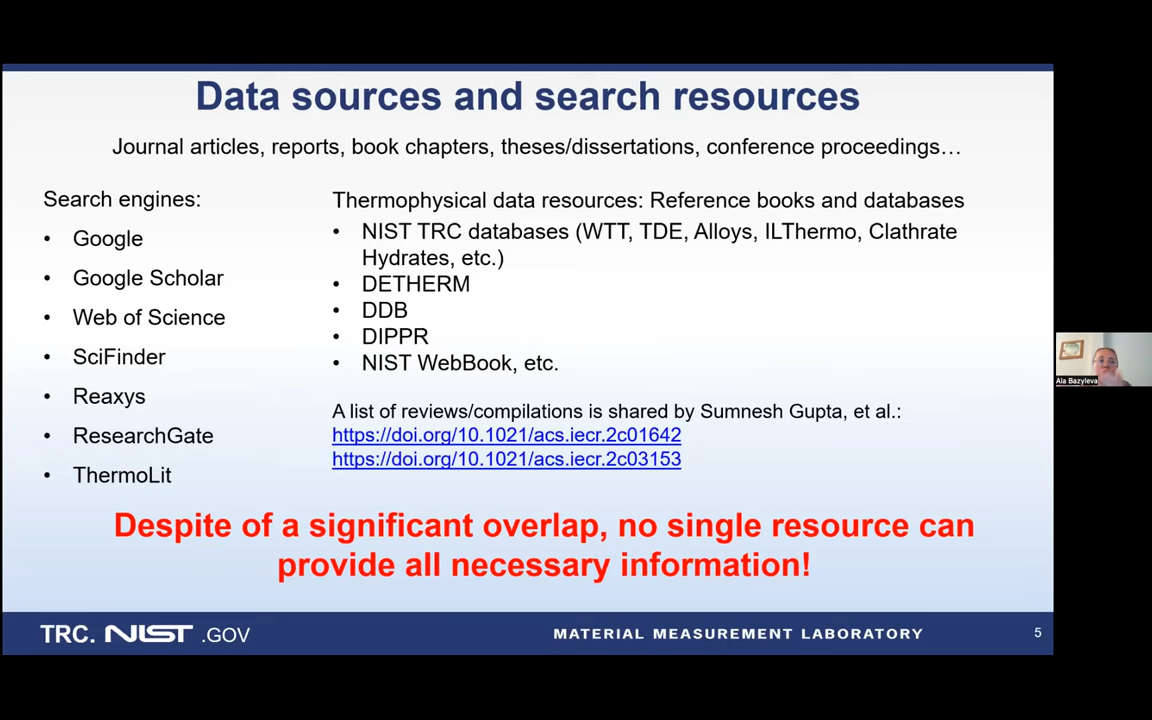 Data sources and search resources
Journal articles, reports, book chapters, theses/dissertations, conference proceedings…
Search engines:
• Google
• Google Scholar
• Web of Science
• SciFinder
• Reaxys
• ResearchGate
• ThermoLit
Thermophysical data resources: Reference books and databases
• NIST TRC databases (WTT, TDE, Alloys, ILThermo, Clathrate
Hydrates, etc.)
• DETHERM
• DDB
• DIPPR
• NIST WebBook, etc.
A list of reviews/compilations is shared by Sumnesh Gupta, et al.:
https://doi.org/10.1021/acs.iecr.2c01642
https://doi.org/10.1021/acs.iecr.2c03153
Despite of a significant overlap, no single resource can
provide all necessary information!
TRC. NIST .GOV
MATERIAL MEASUREMENT LABORATORY
5
Ala Bazyleva